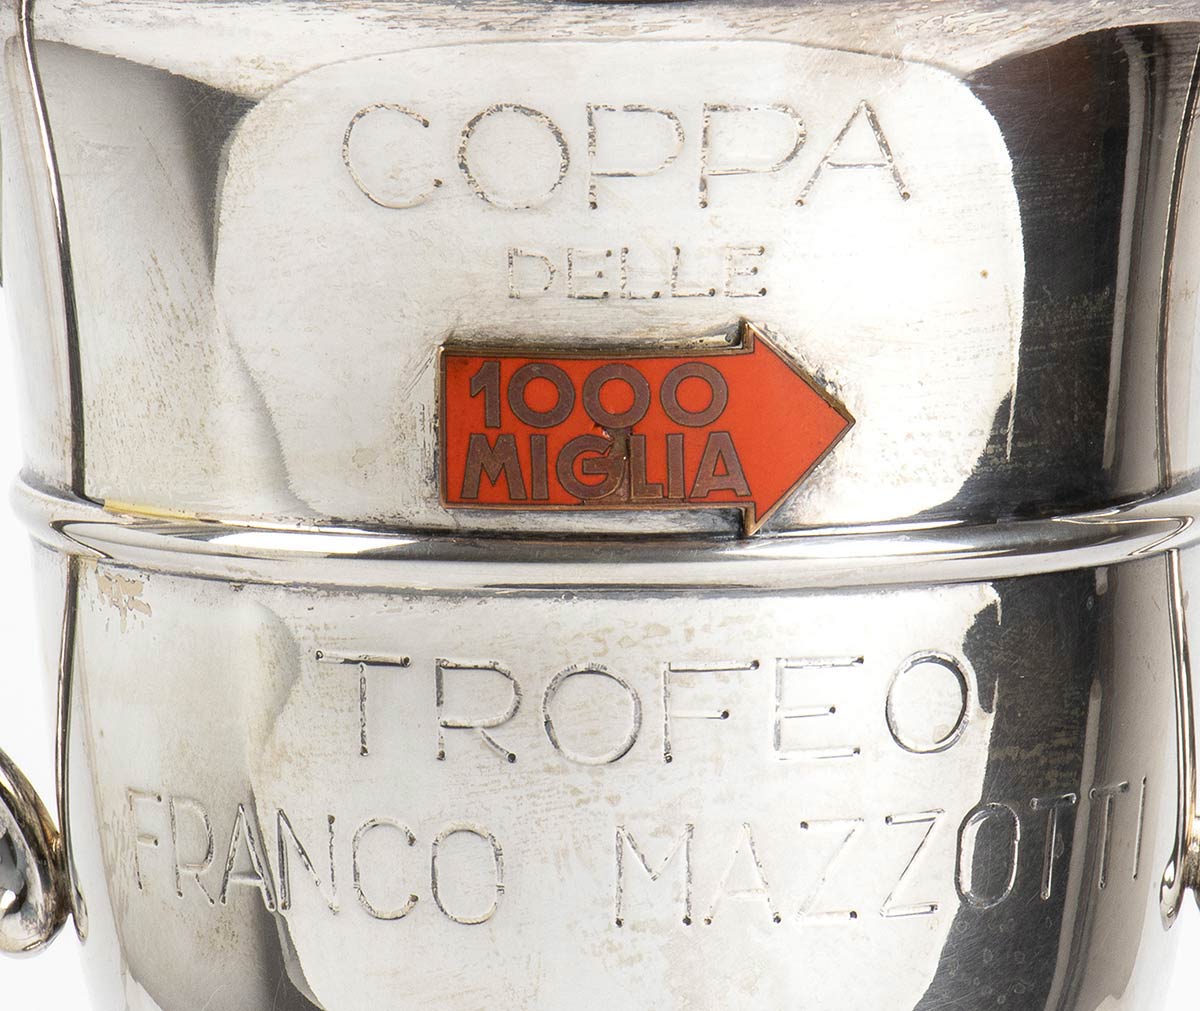 COPPA
DELLE
1000
MIGLIA
TROFEO
FRANCO MAZZOTTI